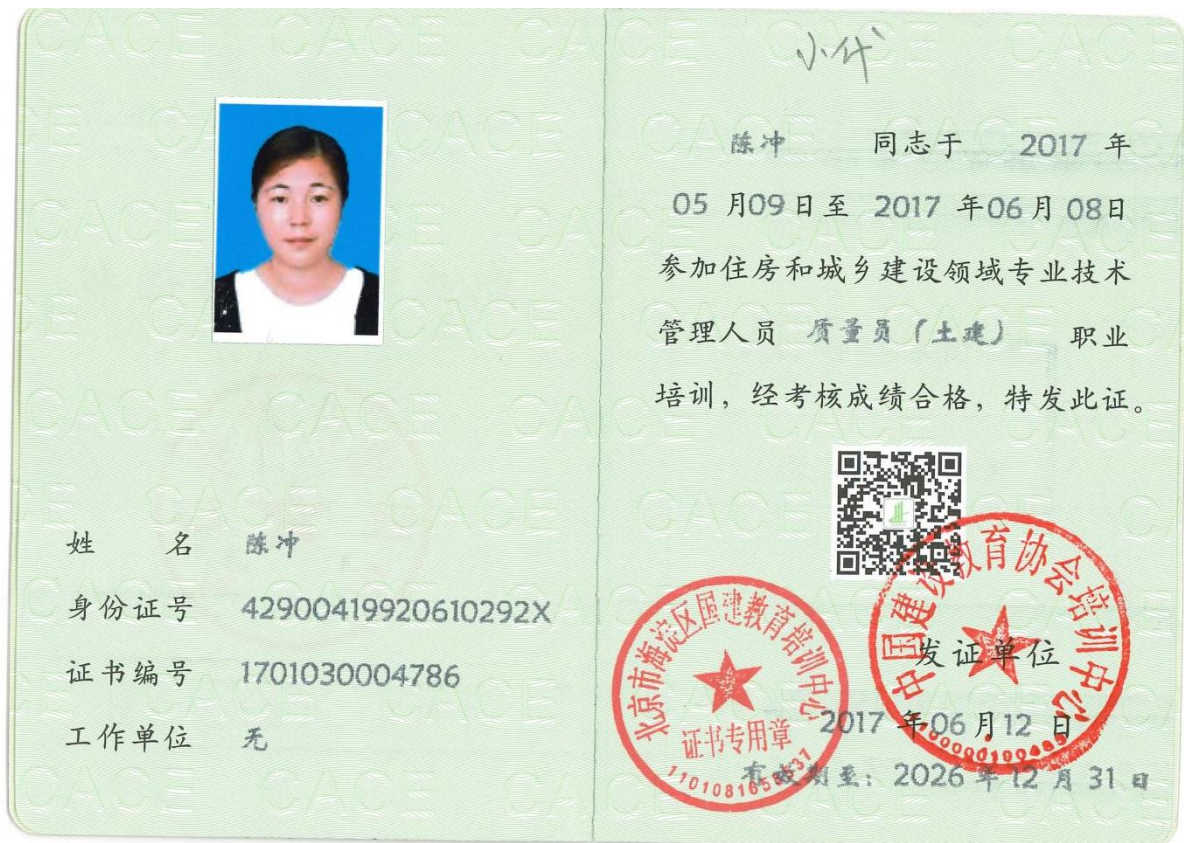 姓 名 陈冲
身份证号 42900419920610292X
证书编号 1701030004786
工作单位 无
小代
陈冲 同志于 2017 年
05 月09日至 2017 年06月 08日
参加住房和城乡建设领域专业技术
管理人员 质量员（土建） 职业
培训，经考核成绩合格，特发此证。
中国建设教育协会培训中心
北京市海淀区国建教育培训中心
证书专用章
发证单位
2017 年06月12 日
有效期至：2026年12月31日
CACE